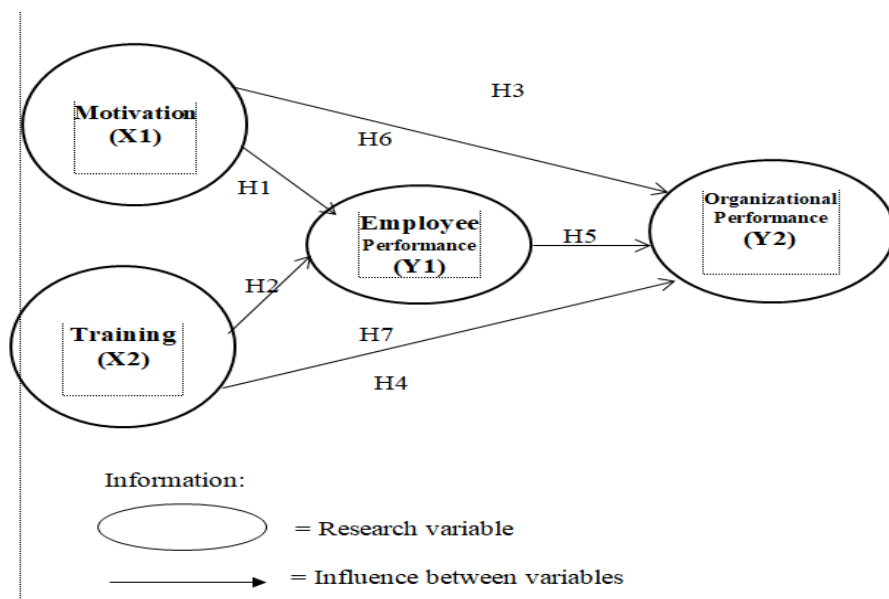 Motivation
(X1)
H3
H6
H1
Organizational
Performance
(Y2)
Employee
Performance
(Y1)
H5
H2
Training
(X2)
H7
H4
Information:
= Research variable
= Influence between variables